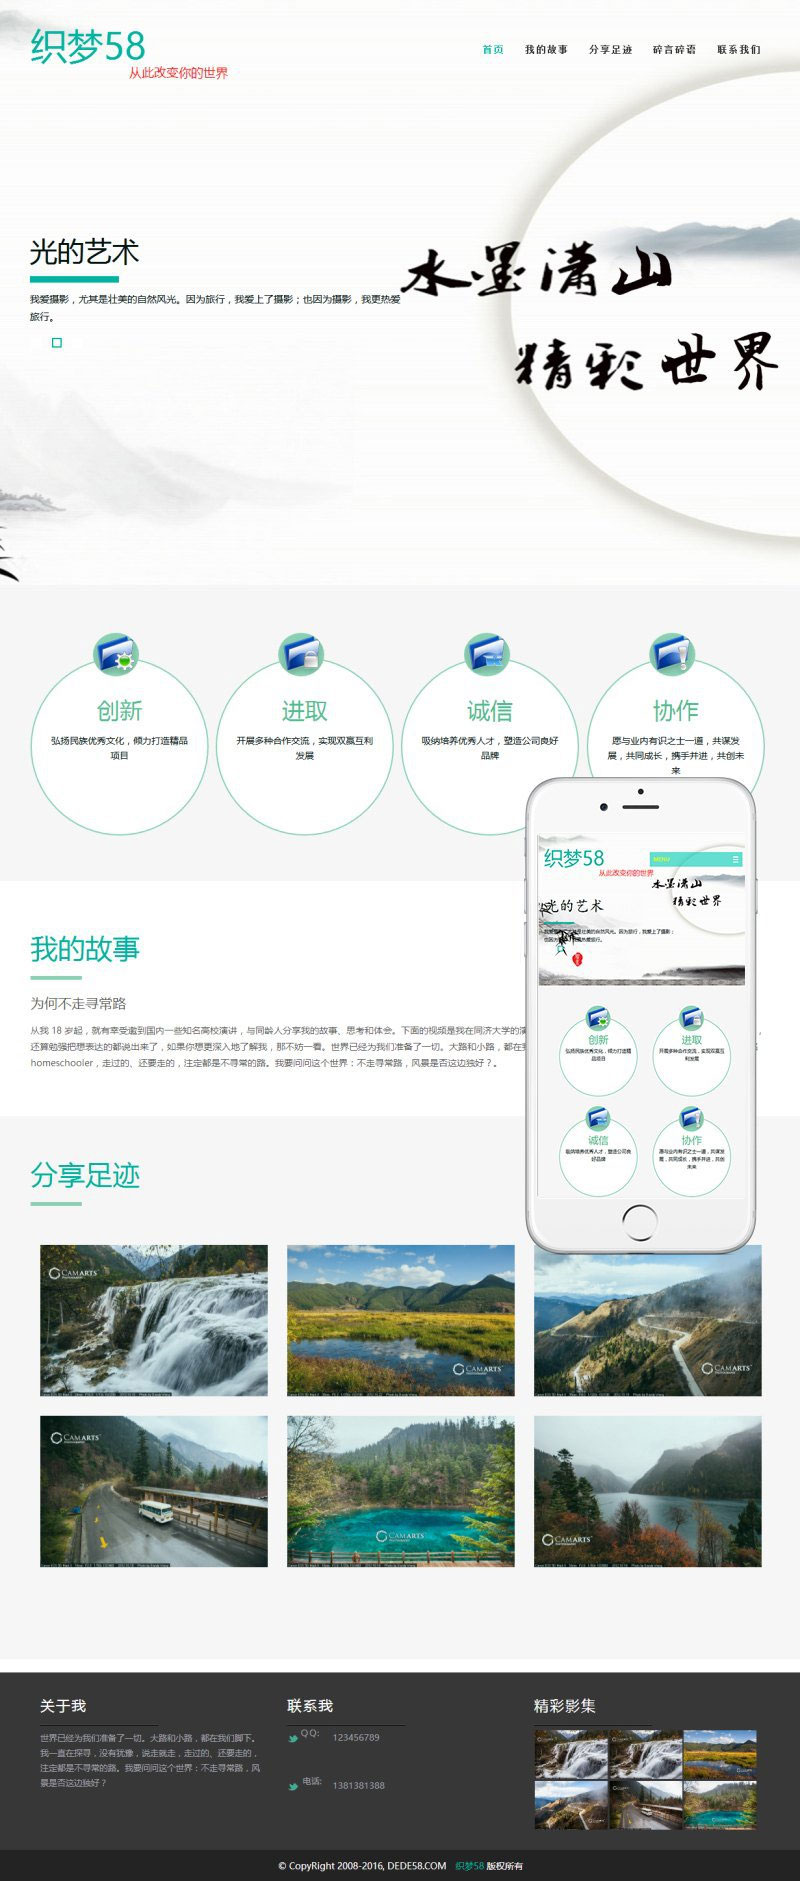 织梦58
从此改变你的世界
首页 我的故事 分享足迹 碎言碎语 联系我们
光的艺术
我爱摄影，尤其是壮美的自然风光。因为旅行，我爱上了摄影；也因为摄影，我更热爱
旅行。
水墨潇山
精彩世界
创新
弘扬民族优秀文化，倾力打造精品
项目
进取
开展多种合作交流，实现双赢互利
发展
诚信
吸纳培养优秀人才，塑造公司良好
品牌
协作
愿与业内有识之士一道，共谋发
展，共同成长，携手并进，共创未
来
织梦58
MENU
从此改变你的世界
水墨潇山
精彩世界
光的艺术
创新
弘扬民族优秀文化，倾力打造精
品项目
进取
开展多种合作交流，实现双赢互
利发展
诚信
吸纳培养优秀人才，塑造公司良
好品牌
协作
愿与业内有识之士一道，共谋发
展，共同成长，携手并进，共创
未来
我的故事
为何不走寻常路
从我 18 岁起，就有幸受邀到国内一些知名高校演讲，与同龄人分享我的故事、思考和体会。下面的视频是我在同济大学的演
还算勉强把想表达的都说出来了，如果你想更深入地了解我，那不妨一看。世界已经为我们准备了一切。大路和小路，都在我
homeschooler，走过的、还要走的，注定都是不寻常的路。我要问问这个世界：不走寻常路，风景是否这边独好？。
分享足迹
CAMARTS
CAMARTS
CAMARTS
CAMARTS
CAMARTS
CAMARTS
关于我
世界已经为我们准备了一切。大路和小路，都在我们脚下。
我一直在探寻，没有犹豫，说走就走，走过的、还要走的，
注定都是不寻常的路。我要问问这个世界：不走寻常路，风
景是否这边独好？
联系我
QQ: 123456789
电话: 1381381388
精彩影集
© CopyRight 2008-2016, DEDE58.COM 织梦58 版权所有